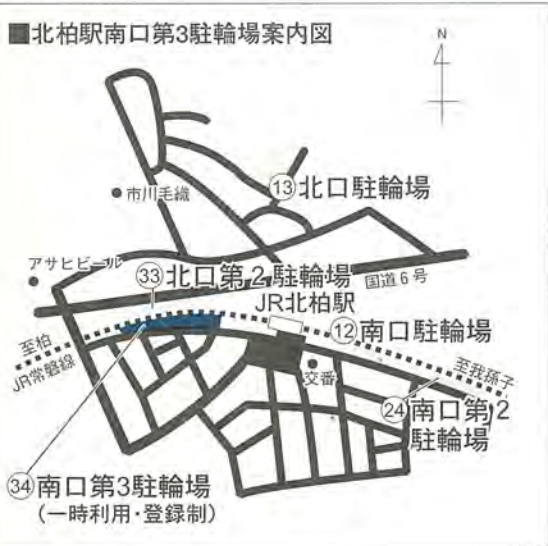 ■北柏駅南口第3駐輪場案内図
N
⑬北口駐輪場
●市川毛織
アサヒビール
㉝北口第2駐輪場
国道6号
JR北柏駅
⑫南口駐輪場
至柏
JR常磐線
交番
至我孫子
㉔南口第2
駐輪場
㉞南口第3駐輪場
(一時利用・登録制)